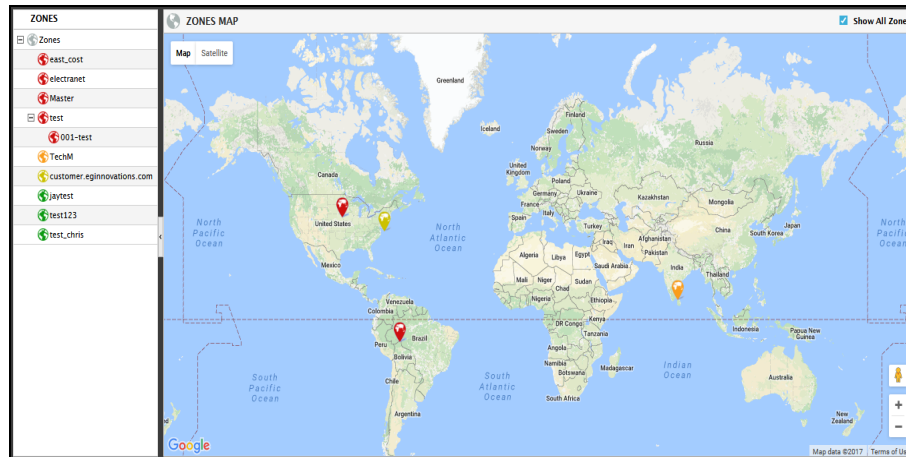 ZONES
ZONES MAP
Show All Zone
Zones
east_cost
electranet
Master
test
001-test
TechM
customer.eginnovations.com
jaytest
test123
test_chris
Map
Satellite
Greenland
Iceland
Finland
Sweden
Norway
Russia
United Kingdom
Canada
Poland
Germany
Ukraine
France
Kazakhstan
Mongolia
Italy
Spain
Turkey
United States
North Pacific Ocean
North Atlantic Ocean
China
South Korea
Japan
North Pacific Ocea
Afghanistan
Iraq
Iran
Pakistan
Algeria
Libya
Egypt
Saudi Arabia
India
Thailand
Mexico
Mali
Niger
Sudan
Chad
Nigeria
Ethiopia
Venezuela
Colombia
DR Congo
Kenya
Tanzania
Indonesia
Papua New Guinea
Peru
Brazil
Bolivia
Angola
Namibia
Botswana
Madagascar
Indian Ocean
Chile
South Pacific Ocean
South Atlantic Ocean
South Africa
Australia
Argentina
New Zealand
Google
Map data ©2017
Terms of Us